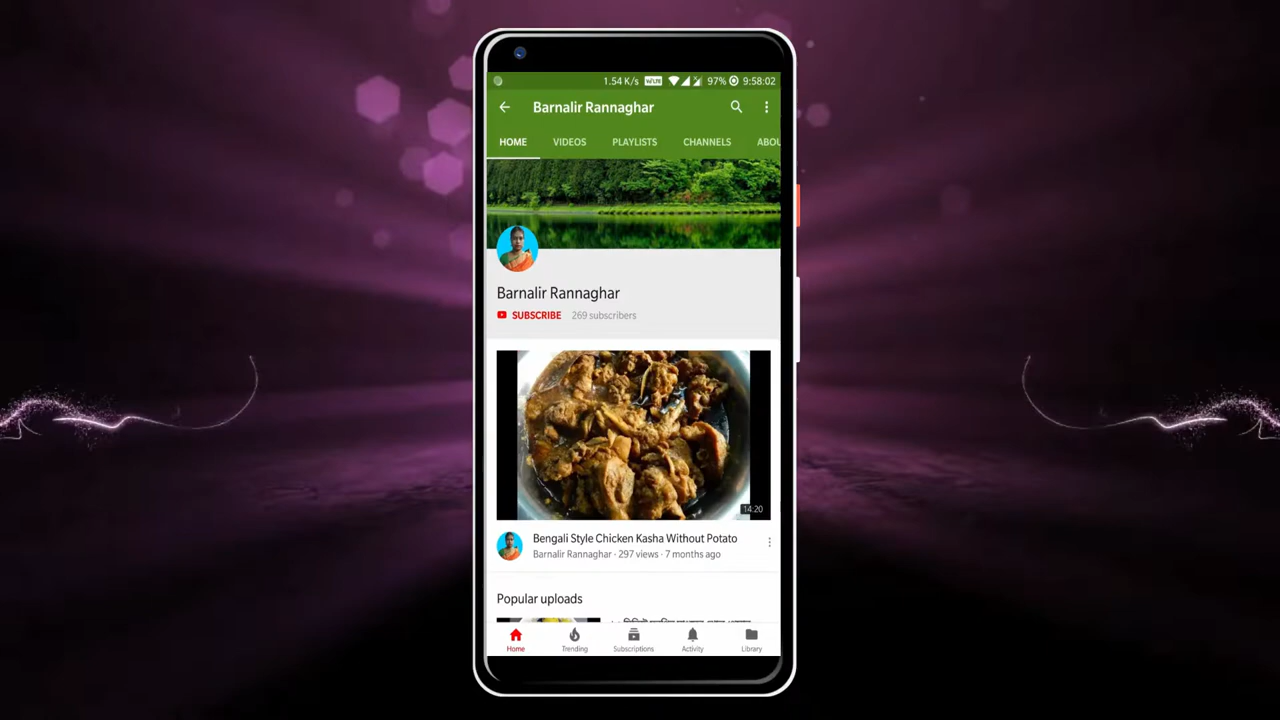 1.54 K/s VoLTE 97% 9:58:02
Barnalir Rannaghar
HOME VIDEOS PLAYLISTS CHANNELS ABOU
Barnalir Rannaghar
SUBSCRIBE 269 subscribers
14:20
Bengali Style Chicken Kasha Without Potato
Barnalir Rannaghar · 297 views · 7 months ago
Popular uploads
Home Trending Subscriptions Activity Library